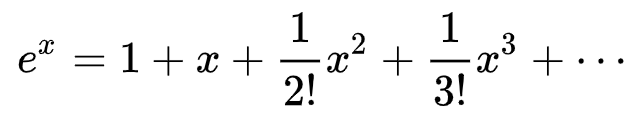 e^x = 1 + x + \frac{1}{2!}x^2 + \frac{1}{3!}x^3 + \cdots